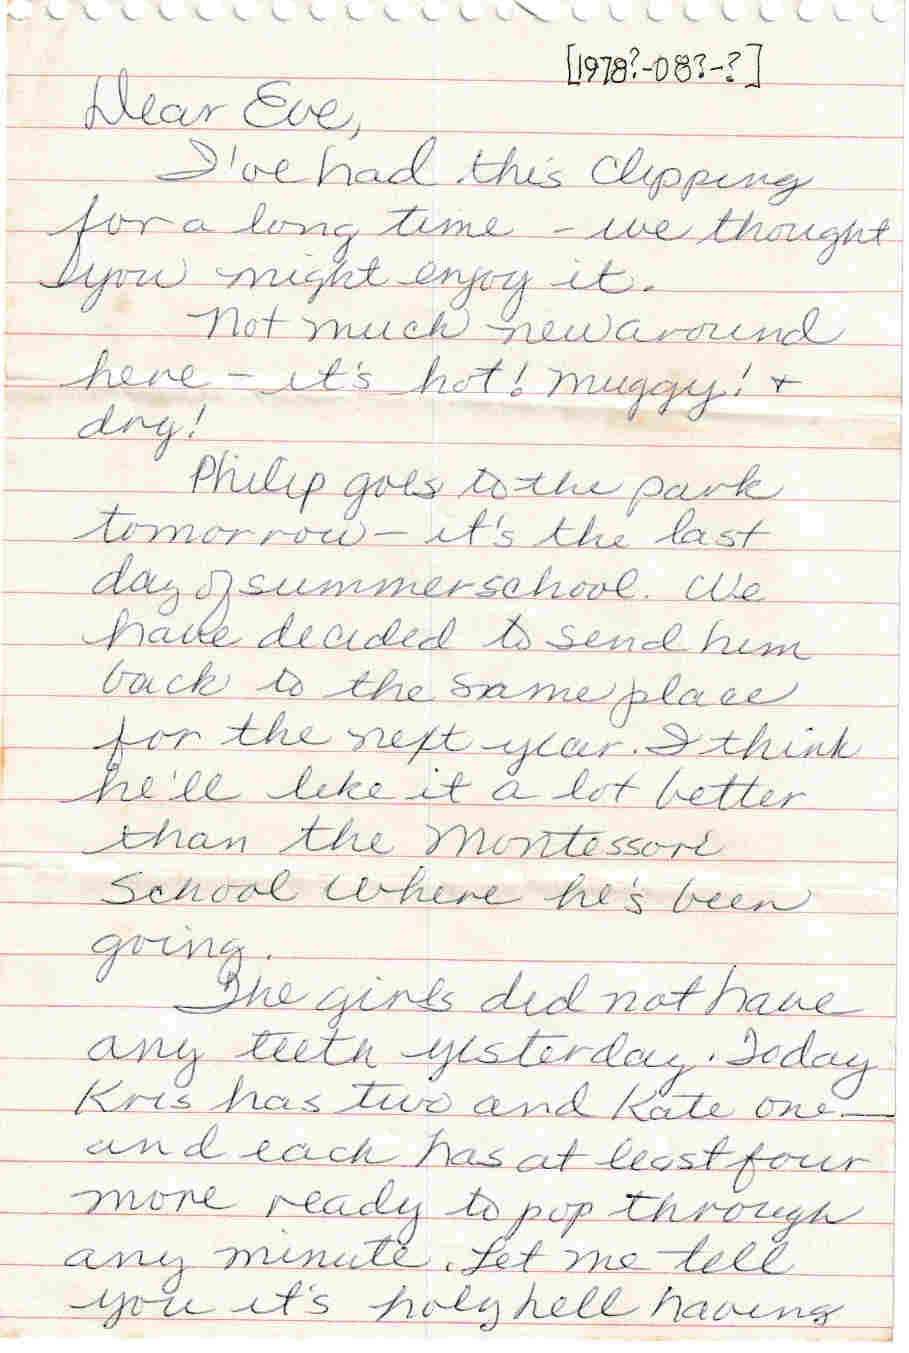 [1978?-08?-?]
Dear Eve,
I've had this clipping
for a long time - we thought
you might enjoy it.
Not much new around
here - it's hot! muggy! +
dry!
Philip goes to the park
tomorrow - it's the last
day of summer school. We
have decided to send him
back to the same place
for the next year. I think
he'll like it a lot better
than the Montessori
School where he's been
going.
The girls did not have
any teeth yesterday. Today
Kris has two and Kate one -
and each has at least four
more ready to pop through
any minute. Let me tell
you it's holy hell having